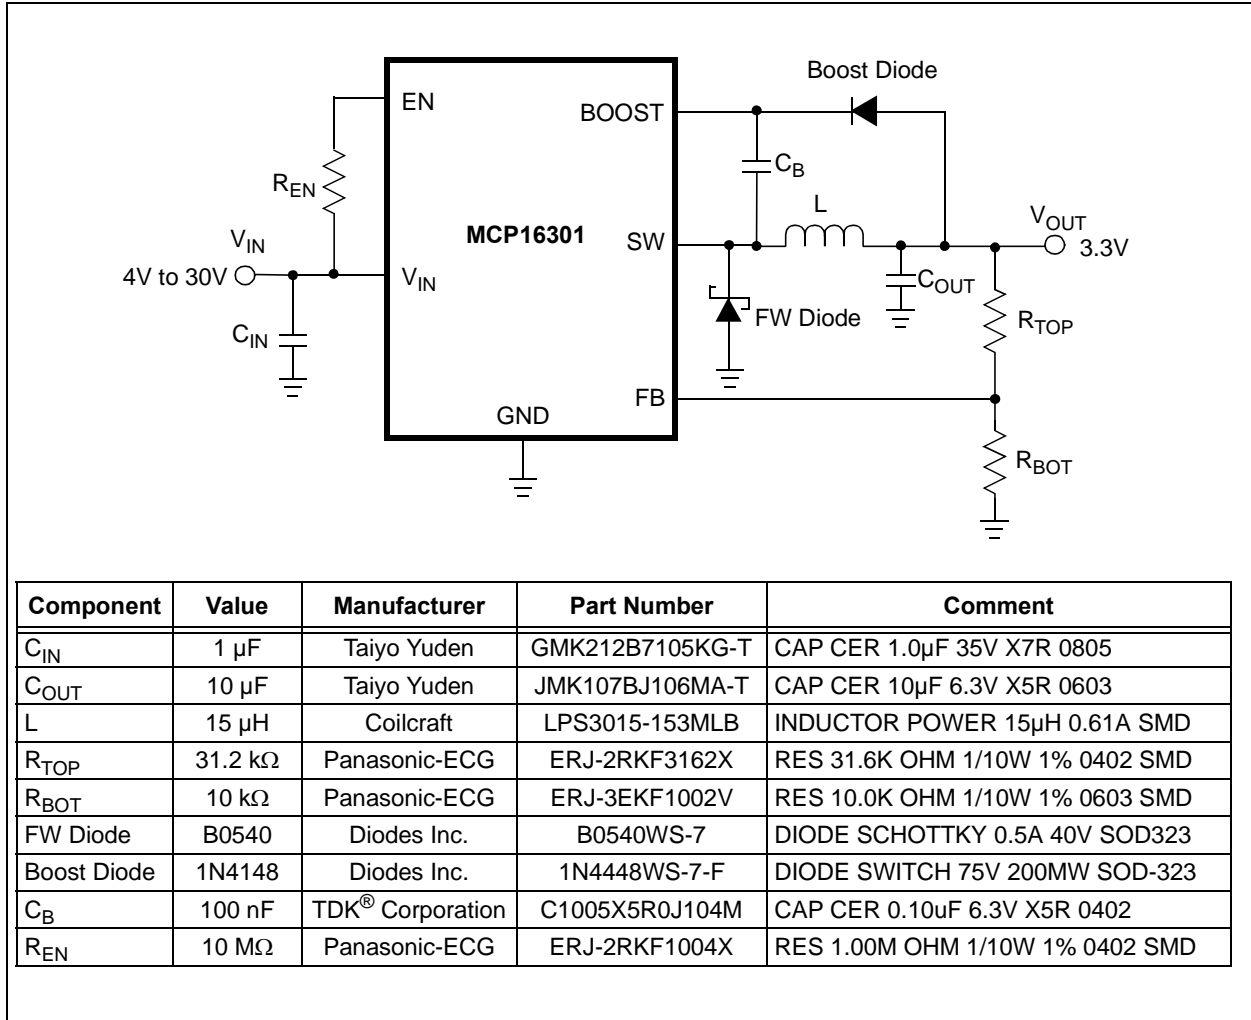 Boost Diode
EN
BOOST
R_EN
C_B
L
V_OUT
MCP16301
SW
3.3V
V_IN
4V to 30V
V_IN
C_OUT
FW Diode
R_TOP
C_IN
FB
GND
R_BOT
Component Value Manufacturer Part Number Comment
C_IN 1 µF Taiyo Yuden GMK212B7105KG-T CAP CER 1.0µF 35V X7R 0805
C_OUT 10 µF Taiyo Yuden JMK107BJ106MA-T CAP CER 10µF 6.3V X5R 0603
L 15 µH Coilcraft LPS3015-153MLB INDUCTOR POWER 15µH 0.61A SMD
R_TOP 31.2 kΩ Panasonic-ECG ERJ-2RKF3162X RES 31.6K OHM 1/10W 1% 0402 SMD
R_BOT 10 kΩ Panasonic-ECG ERJ-3EKF1002V RES 10.0K OHM 1/10W 1% 0603 SMD
FW Diode B0540 Diodes Inc. B0540WS-7 DIODE SCHOTTKY 0.5A 40V SOD323
Boost Diode 1N4148 Diodes Inc. 1N4448WS-7-F DIODE SWITCH 75V 200MW SOD-323
C_B 100 nF TDK® Corporation C1005X5R0J104M CAP CER 0.10uF 6.3V X5R 0402
R_EN 10 MΩ Panasonic-ECG ERJ-2RKF1004X RES 1.00M OHM 1/10W 1% 0402 SMD